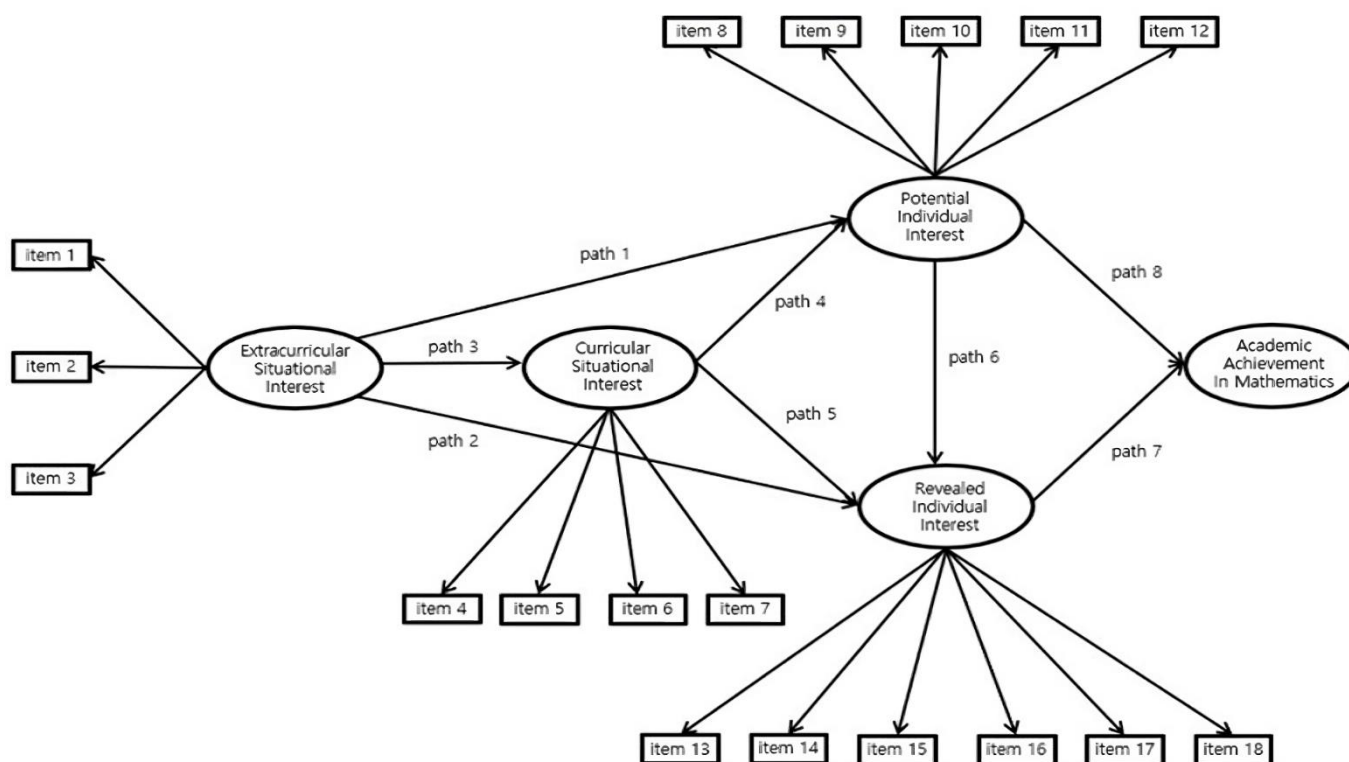 item 8
item 9
item 10
item 11
item 12
Potential
Individual
Interest
item 1
path 1
path 8
path 4
item 2
Extracurricular
Situational
Interest
path 3
Curricular
Situational
Interest
path 6
Academic
Achievement
In Mathematics
path 5
path 2
path 7
item 3
Revealed
Individual
Interest
item 4
item 5
item 6
item 7
item 13
item 14
item 15
item 16
item 17
item 18